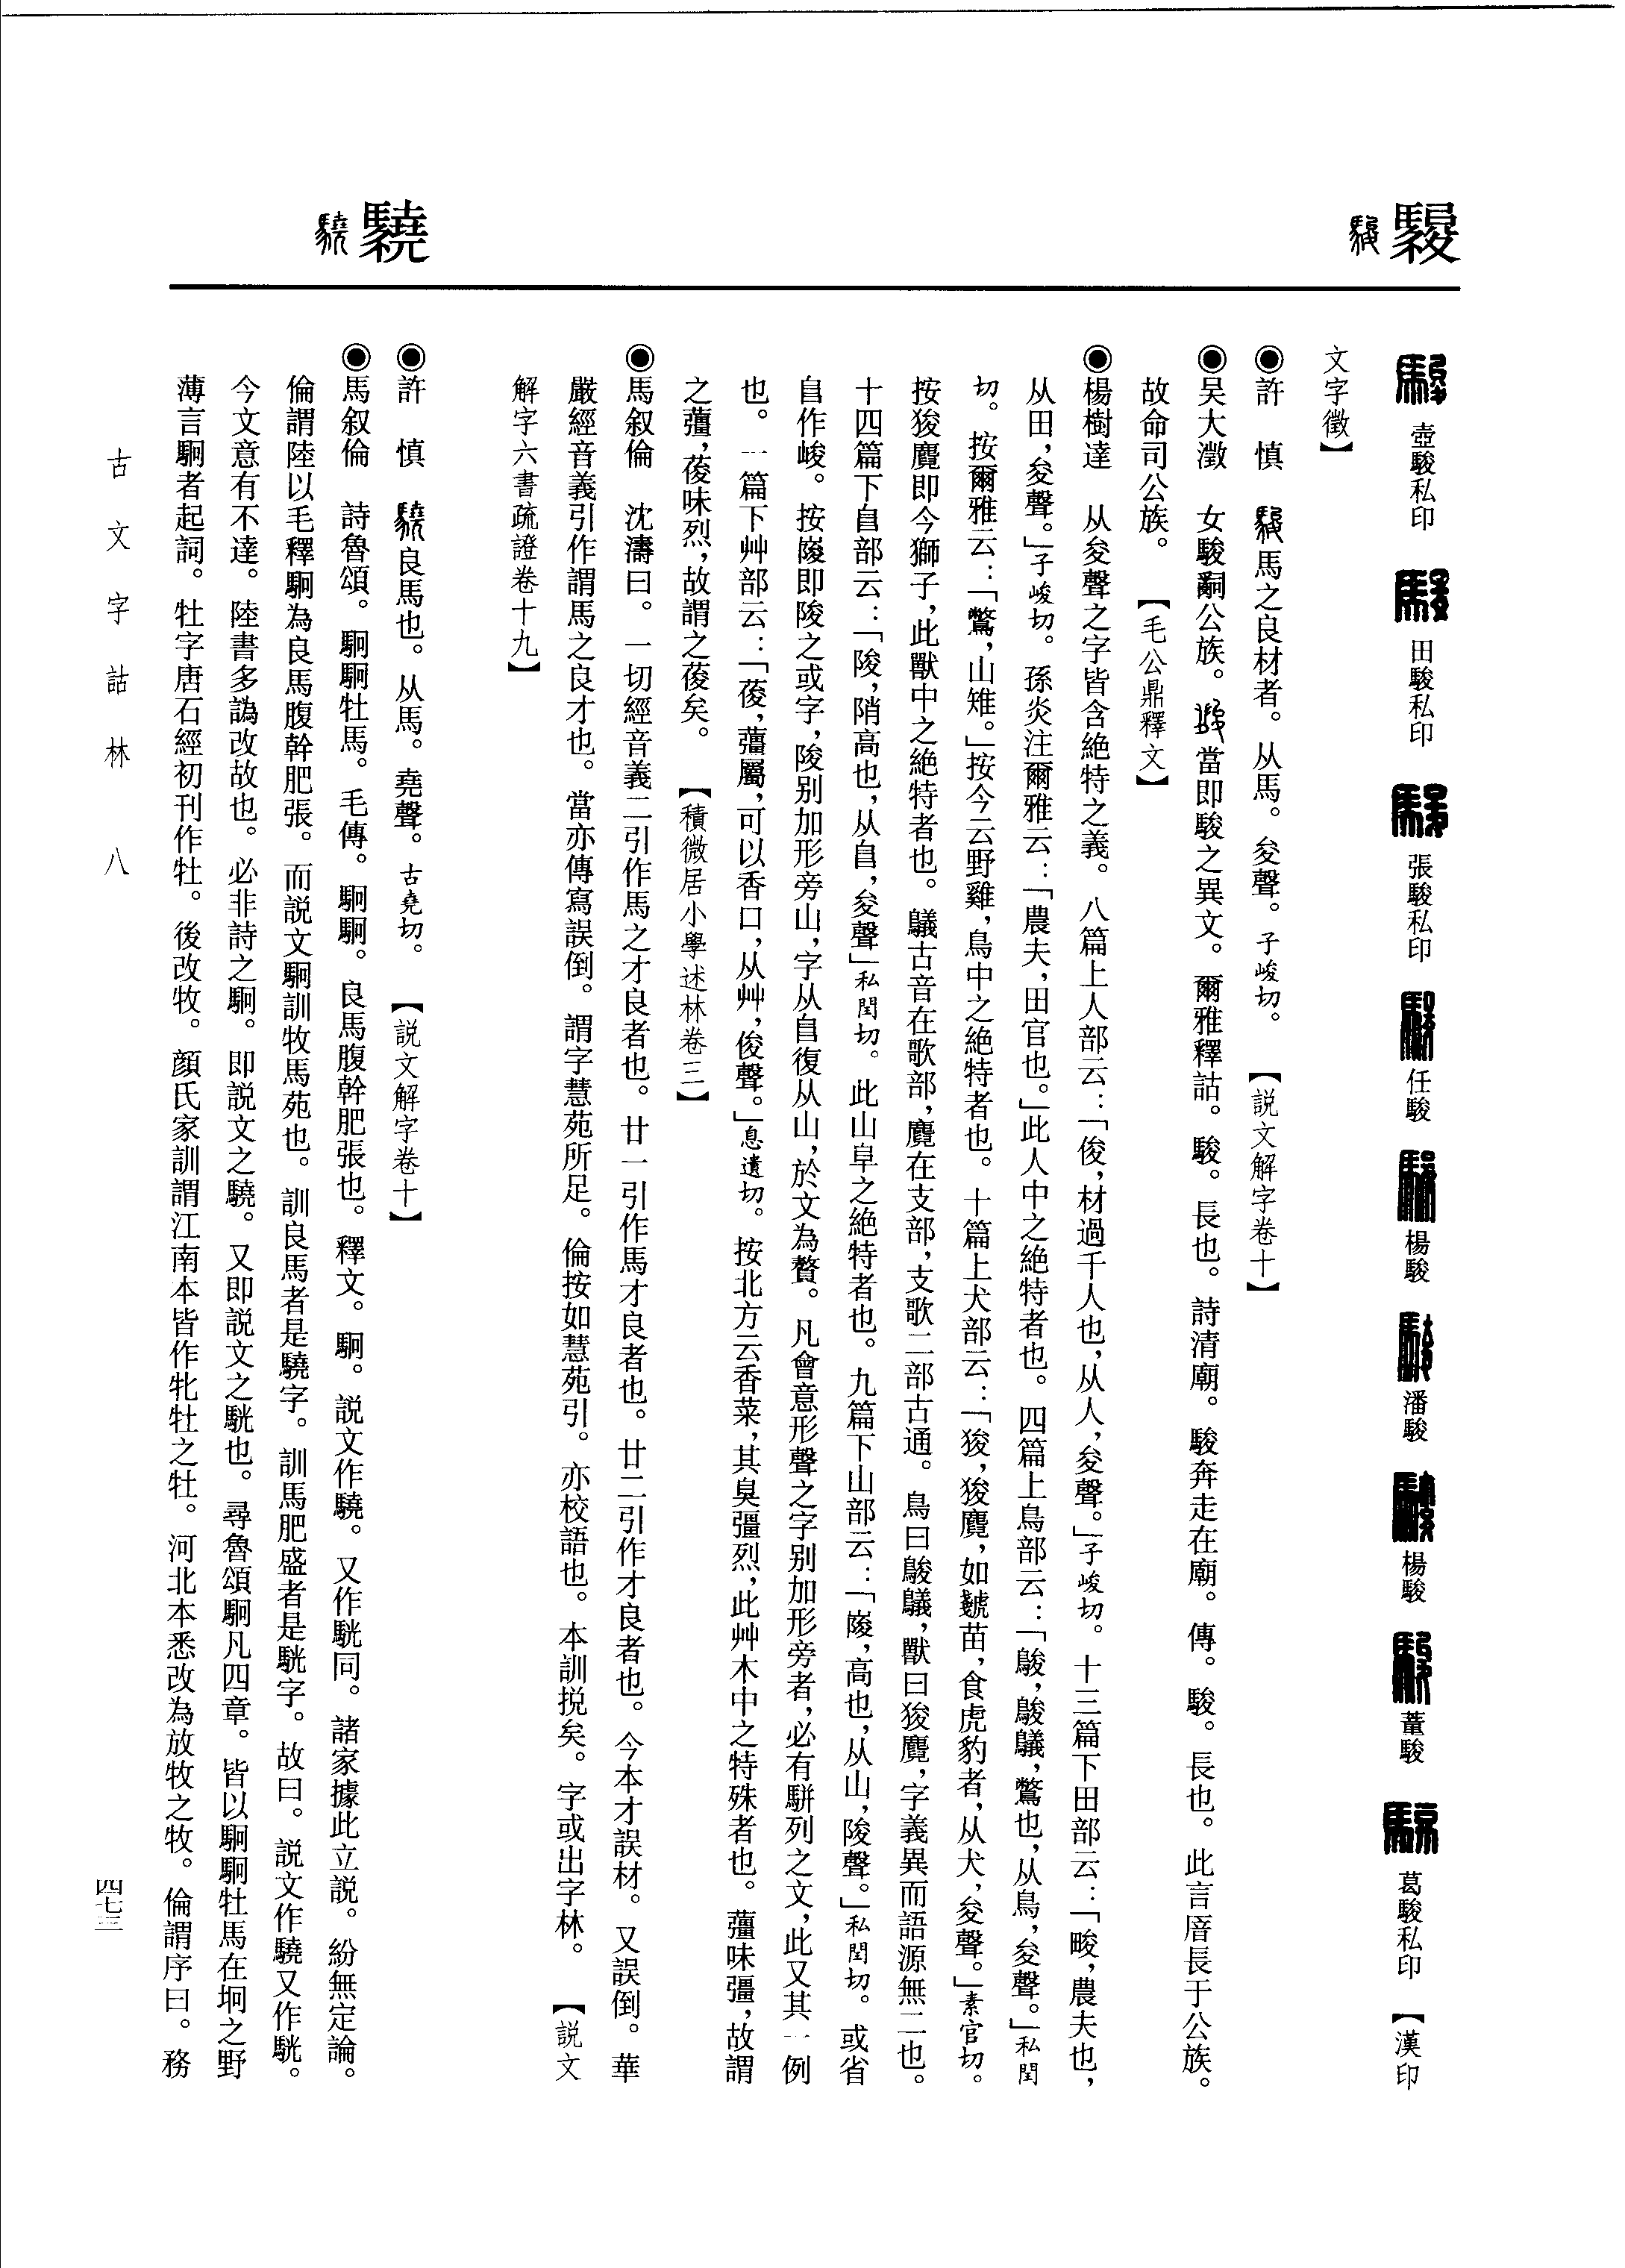 駿
驍
壺駿私印 田駿私印 張駿私印 任駿 楊駿 潘駿 楊駿 董駿 葛駿私印 【漢印
文字徵】
◉許 慎 馬之良材者。从馬。夋聲。子峻切。 【説文解字卷十】
◉吴大澂 女駿嗣公族。當即駿之異文。爾雅釋詁。駿。長也。詩清廟。駿奔走在廟。傳。駿。長也。此言厝長于公族。
故命司公族。 【毛公鼎釋文】
◉楊樹達 从夋聲之字皆含絶特之義。八篇上人部云:「俊,材過千人也,从人,夋聲。」子峻切。十三篇下田部云:「畯,農夫也,
从田,夋聲。」子峻切。孫炎注爾雅云:「農夫,田官也。」此人中之絶特者也。四篇上鳥部云:「鵔,鵔鸃,鷩也,从鳥,夋聲。」私閏
切。按爾雅云:「鷩,山雉。」按今云野雞,鳥中之絶特者也。十篇上犬部云:「狻,狻麑,如虦苗,食虎豹者,从犬,夋聲。」素官切。
按狻麑即今獅子,此獸中之絶特者也。鸃古音在歌部,麑在支部,支歌二部古通。鳥曰鵔鸃,獸曰狻麑,字義異而語源無二也。
十四篇下𨸏部云:「陖,陗高也,从𨸏,夋聲」私閏切。此山阜之絶特者也。九篇下山部云:「㟦,高也,从山,陖聲。」私閏切。或省
𨸏作峻。按㟦即陖之或字,陖别加形旁山,字从𨸏復从山,於文為贅。凡會意形聲之字别加形旁者,必有駢列之文,此又其一例
也。一篇下艸部云:「葰,薑屬,可以香口,从艸,俊聲。」息遺切。按北方云香菜,其臭彊烈,此艸木中之特殊者也。薑味彊,故謂
之薑,葰味烈,故謂之葰矣。 【積微居小學述林卷三】
◉馬叙倫 沈濤曰。一切經音義二引作馬之才良者也。廿一引作馬才良者也。廿二引作才良者也。今本才誤材。又誤倒。華
嚴經音義引作謂馬之良才也。當亦傳寫誤倒。謂字慧苑所足。倫按如慧苑引。亦校語也。本訓挩矣。字或出字林。 【説文
解字六書疏證卷十九】
◉許 慎 良馬也。从馬。堯聲。古堯切。 【説文解字卷十】
◉馬叙倫 詩魯頌。駉駉牡馬。毛傳。駉駉。良馬腹幹肥張也。釋文。駉。説文作驍。又作駫同。諸家據此立説。紛無定論。
倫謂陸以毛釋駉為良馬腹幹肥張。而説文駉訓牧馬苑也。訓良馬者是驍字。訓馬肥盛者是駫字。故曰。説文作驍又作駫。
今文意有不達。陸書多譌改故也。必非詩之駉。即説文之驍。又即説文之駫也。尋魯頌駉凡四章。皆以駉駉牡馬在坰之野
薄言駉者起詞。牡字唐石經初刊作牡。後改牧。顏氏家訓謂江南本皆作牝牡之牡。河北本悉改為放牧之牧。倫謂序曰。務
古文字詁林 八
四七三